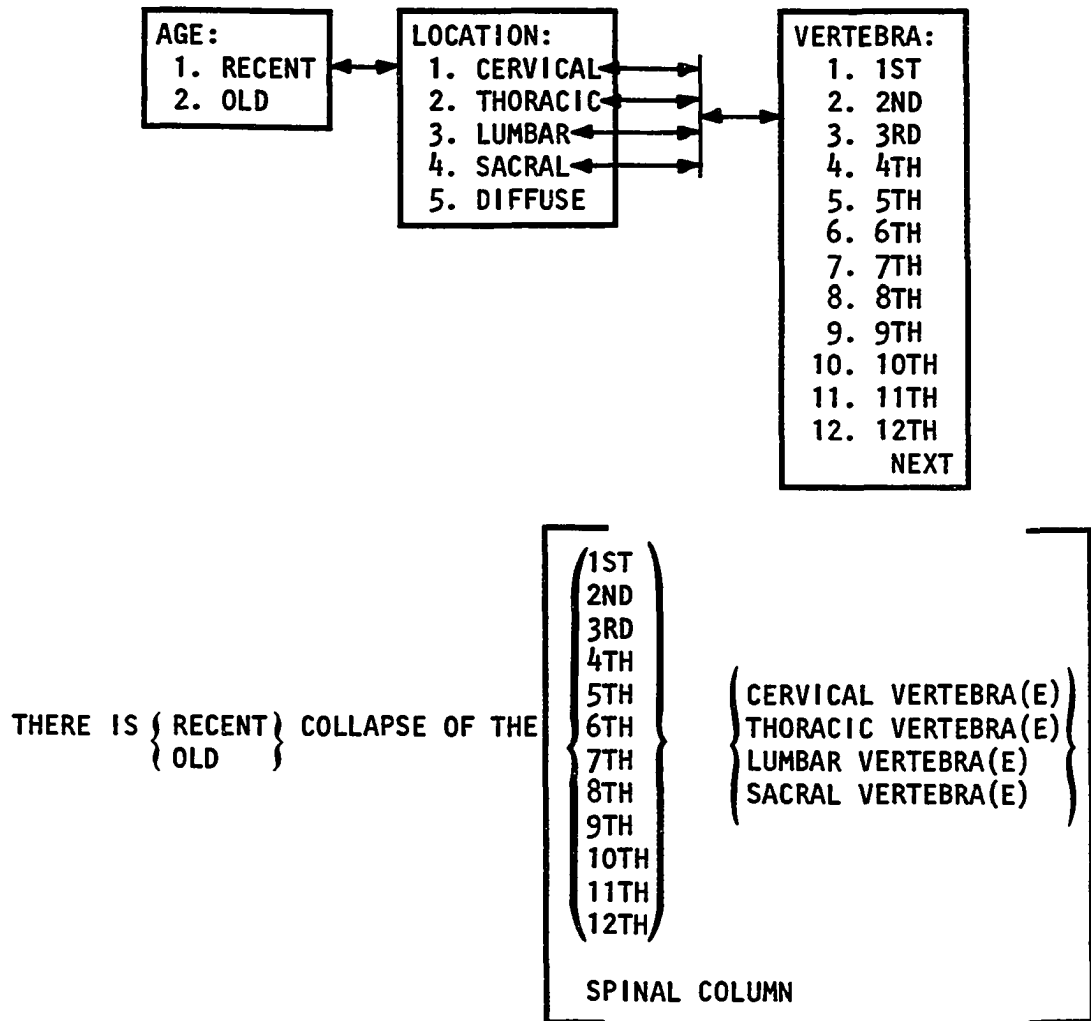 AGE:
1. RECENT
2. OLD
LOCATION:
1. CERVICAL
2. THORACIC
3. LUMBAR
4. SACRAL
5. DIFFUSE
VERTEBRA:
1. 1ST
2. 2ND
3. 3RD
4. 4TH
5. 5TH
6. 6TH
7. 7TH
8. 8TH
9. 9TH
10. 10TH
11. 11TH
12. 12TH
NEXT
THERE IS { RECENT } COLLAPSE OF THE
{ OLD }
1ST
2ND
3RD
4TH
5TH
6TH
7TH
8TH
9TH
10TH
11TH
12TH
CERVICAL VERTEBRA(E)
THORACIC VERTEBRA(E)
LUMBAR VERTEBRA(E)
SACRAL VERTEBRA(E)
SPINAL COLUMN